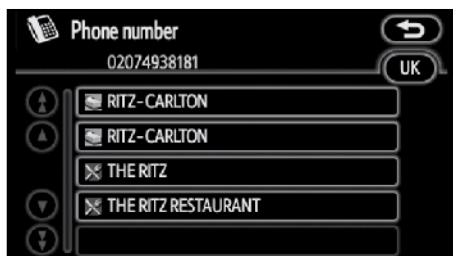 Phone number
02074938181
UK
RITZ-CARLTON
RITZ-CARLTON
THE RITZ
THE RITZ RESTAURANT